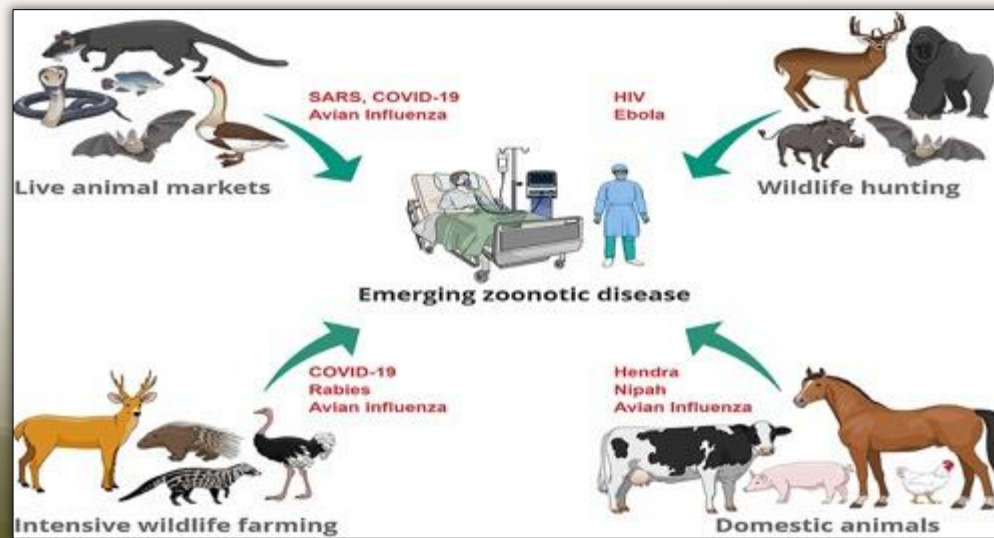 SARS, COVID-19
Avian Influenza
HIV
Ebola
Live animal markets
Wildlife hunting
Emerging zoonotic disease
COVID-19
Rabies
Avian influenza
Hendra
Nipah
Avian Influenza
Intensive wildlife farming
Domestic animals